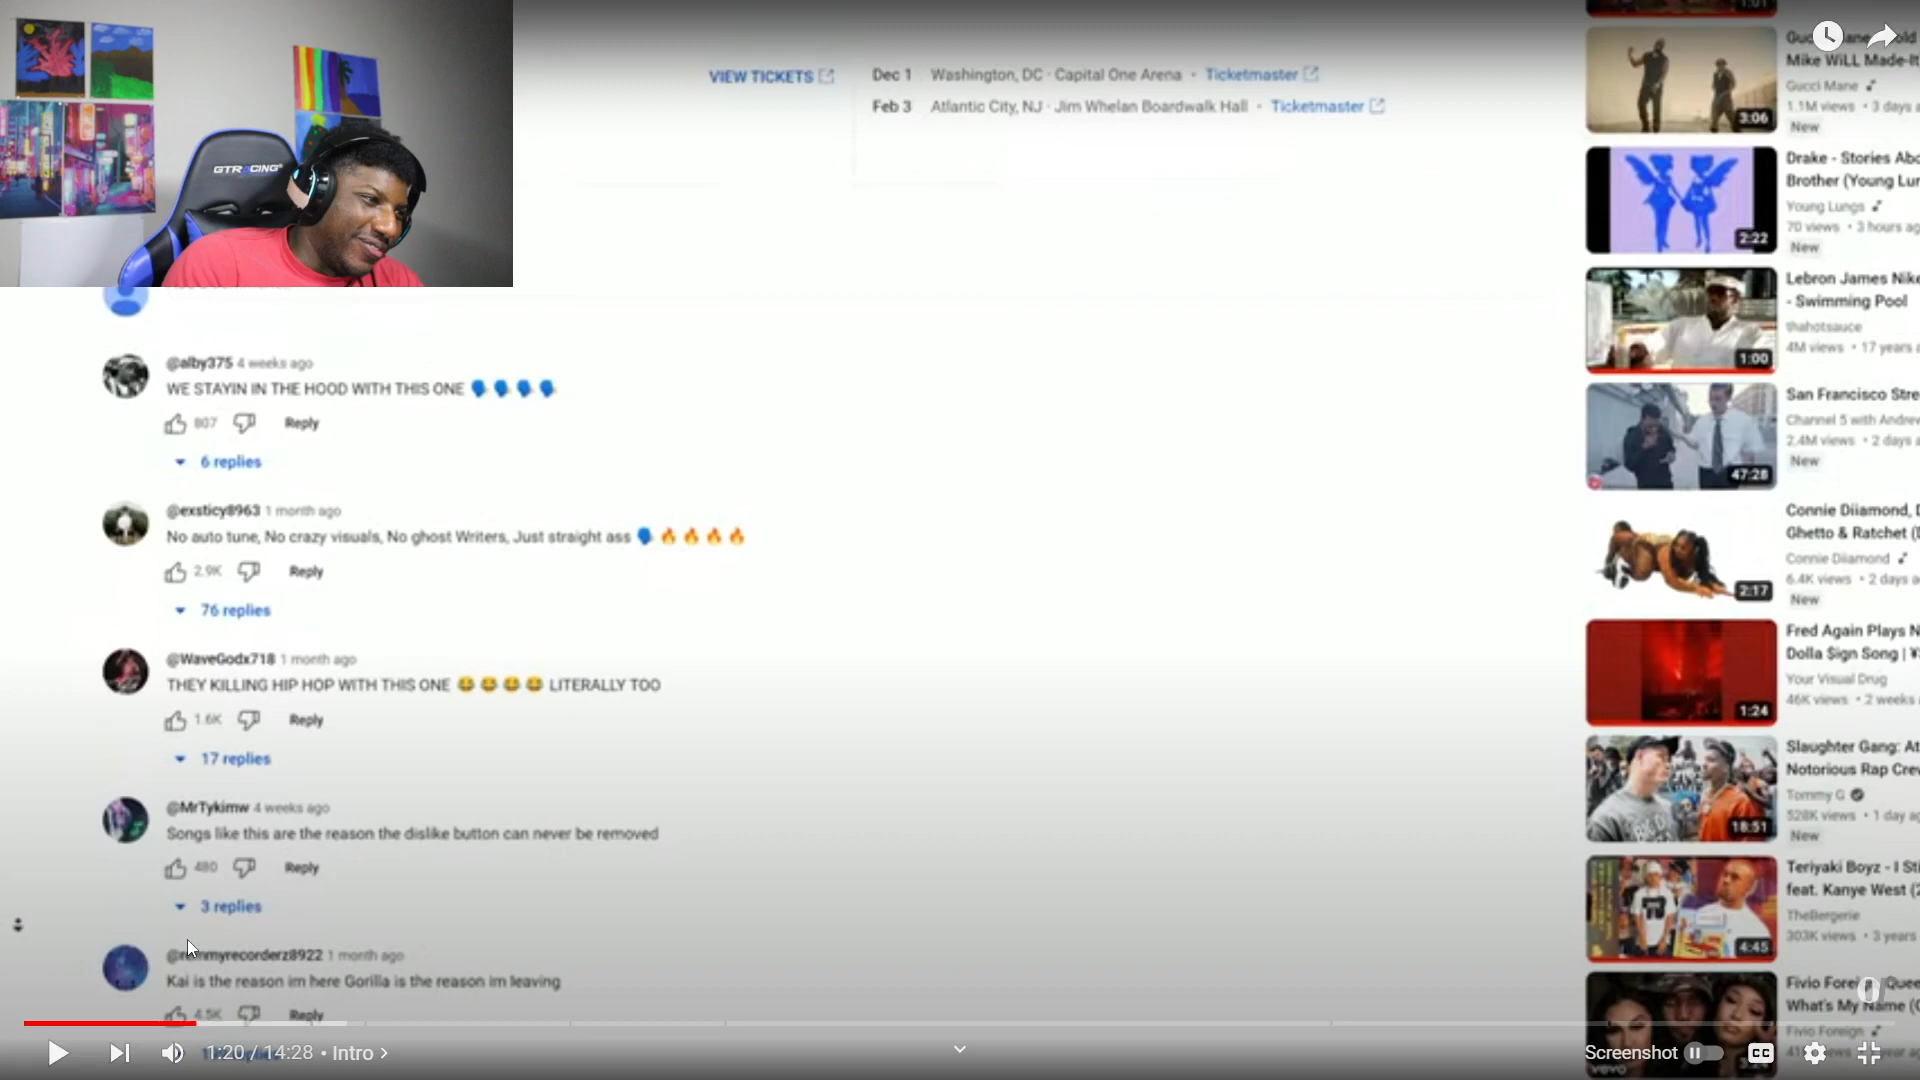 GTRACING
VIEW TICKETS
Dec 1 Washington, DC · Capital One Arena • Ticketmaster
Feb 3 Atlantic City, NJ · Jim Whelan Boardwalk Hall • Ticketmaster
@alby375 4 weeks ago
WE STAYIN IN THE HOOD WITH THIS ONE 🗣️ 🗣️ 🗣️ 🗣️
807 Reply
6 replies
@exsticy8963 1 month ago
No auto tune, No crazy visuals, No ghost Writers, Just straight ass 🗣️ 🔥 🔥 🔥 🔥
2.9K Reply
76 replies
@WaveGodx718 1 month ago
THEY KILLING HIP HOP WITH THIS ONE 😂 😂 😂 😂 LITERALLY TOO
1.6K Reply
17 replies
@MrTykimw 4 weeks ago
Songs like this are the reason the dislike button can never be removed
480 Reply
3 replies
1 month ago
Kai is the reason im here Gorilla is the reason im leaving
4.5K Reply
1:20 / 14:28 • Intro >
1:01
Mike WiLL Made-It
Gucci Mane
1.1M views • 3 days
New
3:06
Drake - Stories
Brother (Young
Young Lungs
70 views • 3 hours
New
2:22
Lebron James Nike
- Swimming Pool
thahotsauce
4M views • 17 years
1:00
San Francisco
Channel 5 with
2.4M views • 2 days
New
47:28
Connie Diiamond,
Ghetto & Ratchet
Connie Diiamond
6.4K views • 2 days
New
2:17
Fred Again Plays
Dolla $ign Song | ¥
Your Visual Drug
46K views • 2 weeks
1:24
Slaughter Gang:
Notorious Rap
Tommy G
528K views • 1 day
New
18:51
Teriyaki Boyz - I
feat. Kanye West
TheBergerie
303K views • 3 years
4:45
Fivio
What's My Name
Fivio Foreign
vevo
Screenshot
CC